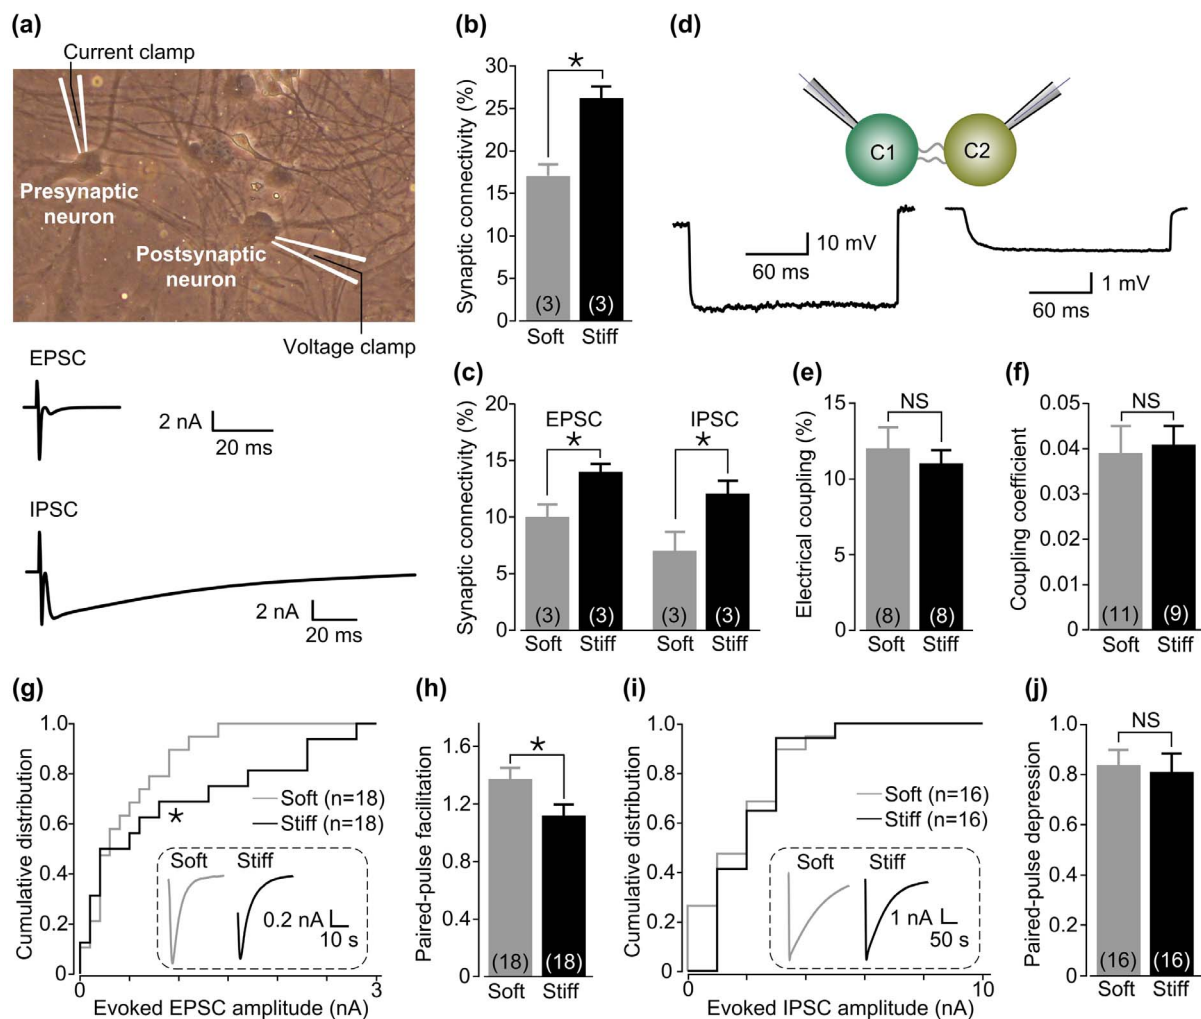 (a)
Current clamp
Presynaptic
neuron
Postsynaptic
neuron
Voltage clamp
EPSC
2 nA
20 ms
IPSC
2 nA
20 ms
(b)
Synaptic connectivity (%)
30
25
20
15
10
5
0
*
(3)
(3)
Soft
Stiff
(c)
Synaptic connectivity (%)
20
15
10
5
0
EPSC
IPSC
*
*
(3)
(3)
(3)
(3)
Soft
Stiff
Soft
Stiff
(d)
C1
C2
10 mV
60 ms
1 mV
60 ms
(e)
Electrical coupling (%)
15
10
5
0
NS
(8)
(8)
Soft
Stiff
(f)
Coupling coefficient
0.05
0.04
0.03
0.02
0.01
0
NS
(11)
(9)
Soft
Stiff
(g)
Cumulative distribution
1.0
0.8
0.6
0.4
0.2
0
*
Soft (n=18)
Stiff (n=18)
Soft
Stiff
0.2 nA
10 s
0
3
Evoked EPSC amplitude (nA)
(h)
Paired-pulse facilitation
1.6
1.2
0.8
0.4
0
*
(18)
(18)
Soft
Stiff
(i)
Cumulative distribution
1.0
0.8
0.6
0.4
0.2
0
Soft (n=16)
Stiff (n=16)
Soft
Stiff
1 nA
50 s
0
10
Evoked IPSC amplitude (nA)
(j)
Paired-pulse depression
1.0
0.8
0.6
0.4
0.2
0
NS
(16)
(16)
Soft
Stiff